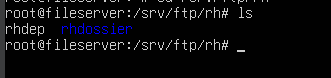 root@fileserver:/srv/ftp/rh# ls
rhdep rhdossier
root@fileserver:/srv/ftp/rh# _